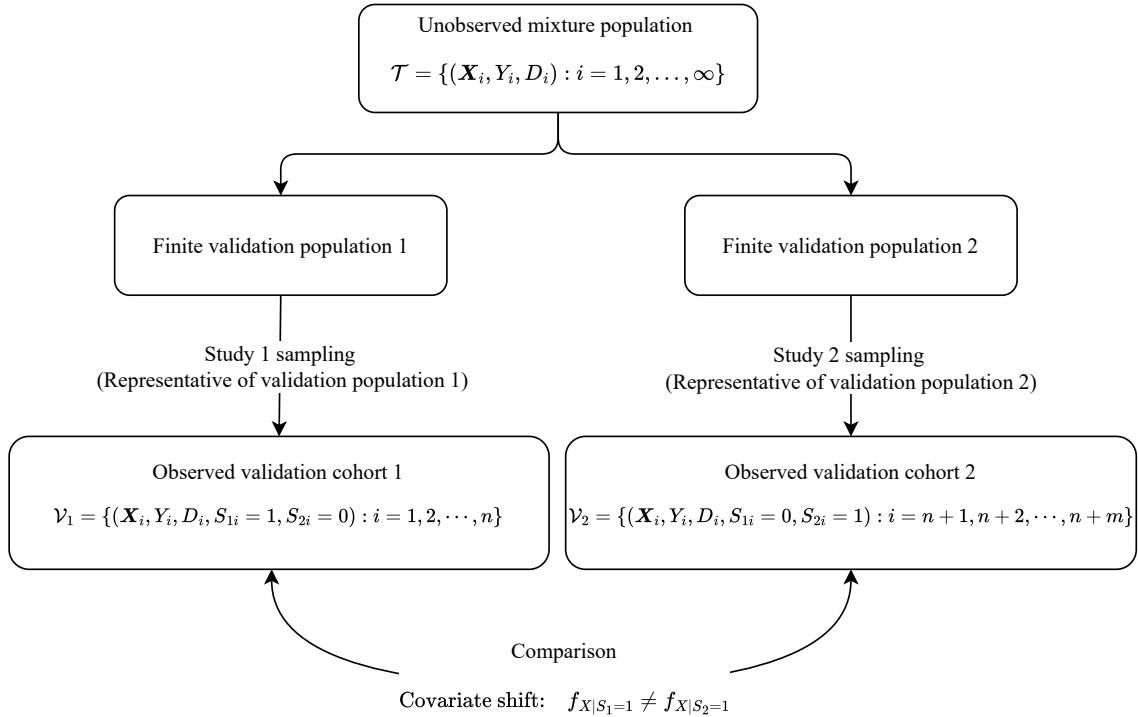 Unobserved mixture population
𝒯 = {(𝑿ᵢ, Yᵢ, Dᵢ) : i = 1, 2, …, ∞}
Finite validation population 1
Finite validation population 2
Study 1 sampling
(Representative of validation population 1)
Study 2 sampling
(Representative of validation population 2)
Observed validation cohort 1
𝒱₁ = {(𝑿ᵢ, Yᵢ, Dᵢ, S₁ᵢ = 1, S₂ᵢ = 0) : i = 1, 2, ⋯, n}
Observed validation cohort 2
𝒱₂ = {(𝑿ᵢ, Yᵢ, Dᵢ, S₁ᵢ = 0, S₂ᵢ = 1) : i = n + 1, n + 2, ⋯, n + m}
Comparison
Covariate shift: f_{X|S₁=1} ≠ f_{X|S₂=1}